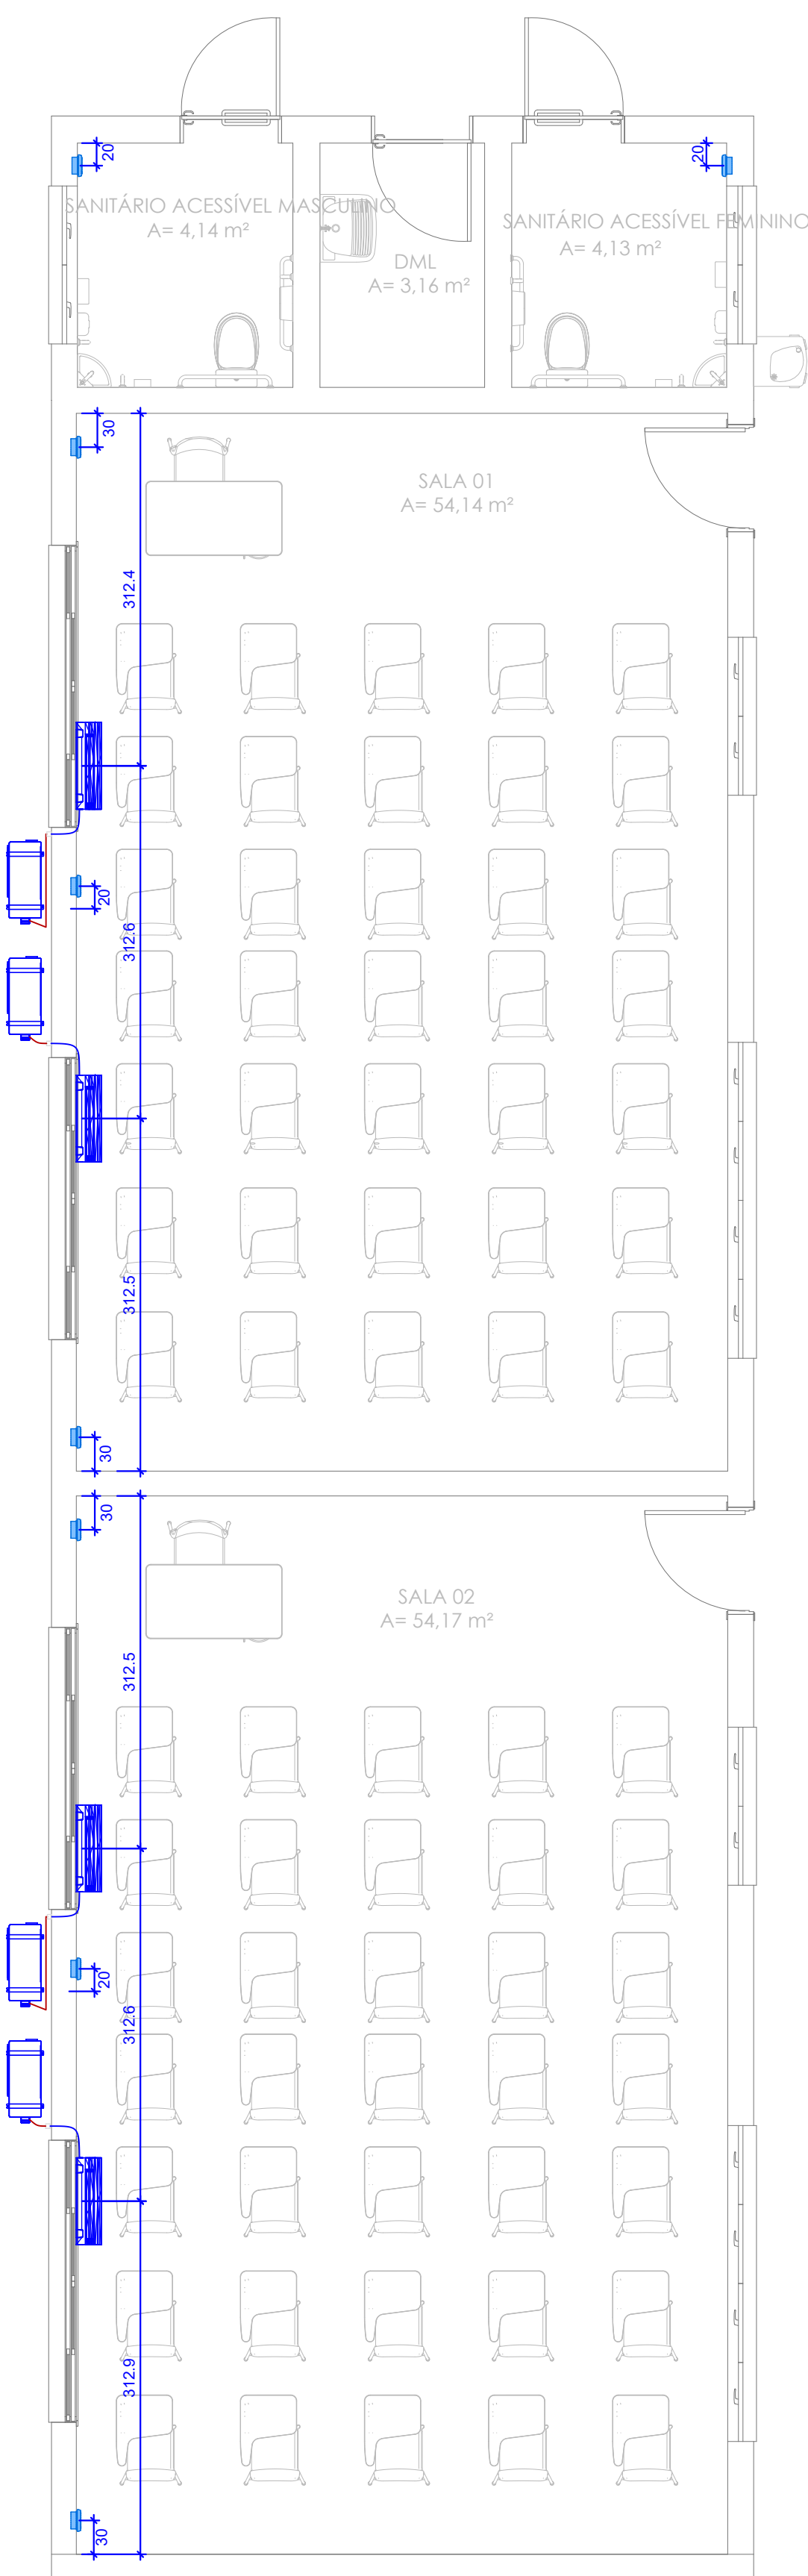 20
20
SANITÁRIO ACESSÍVEL MASCULINO
A= 4,14 m²
SANITÁRIO ACESSÍVEL FEMININO
A= 4,13 m²
DML
A= 3,16 m²
30
SALA 01
A= 54,14 m²
312.4
20
312.6
312.5
30
30
SALA 02
A= 54,17 m²
312.5
20
312.6
312.9
30